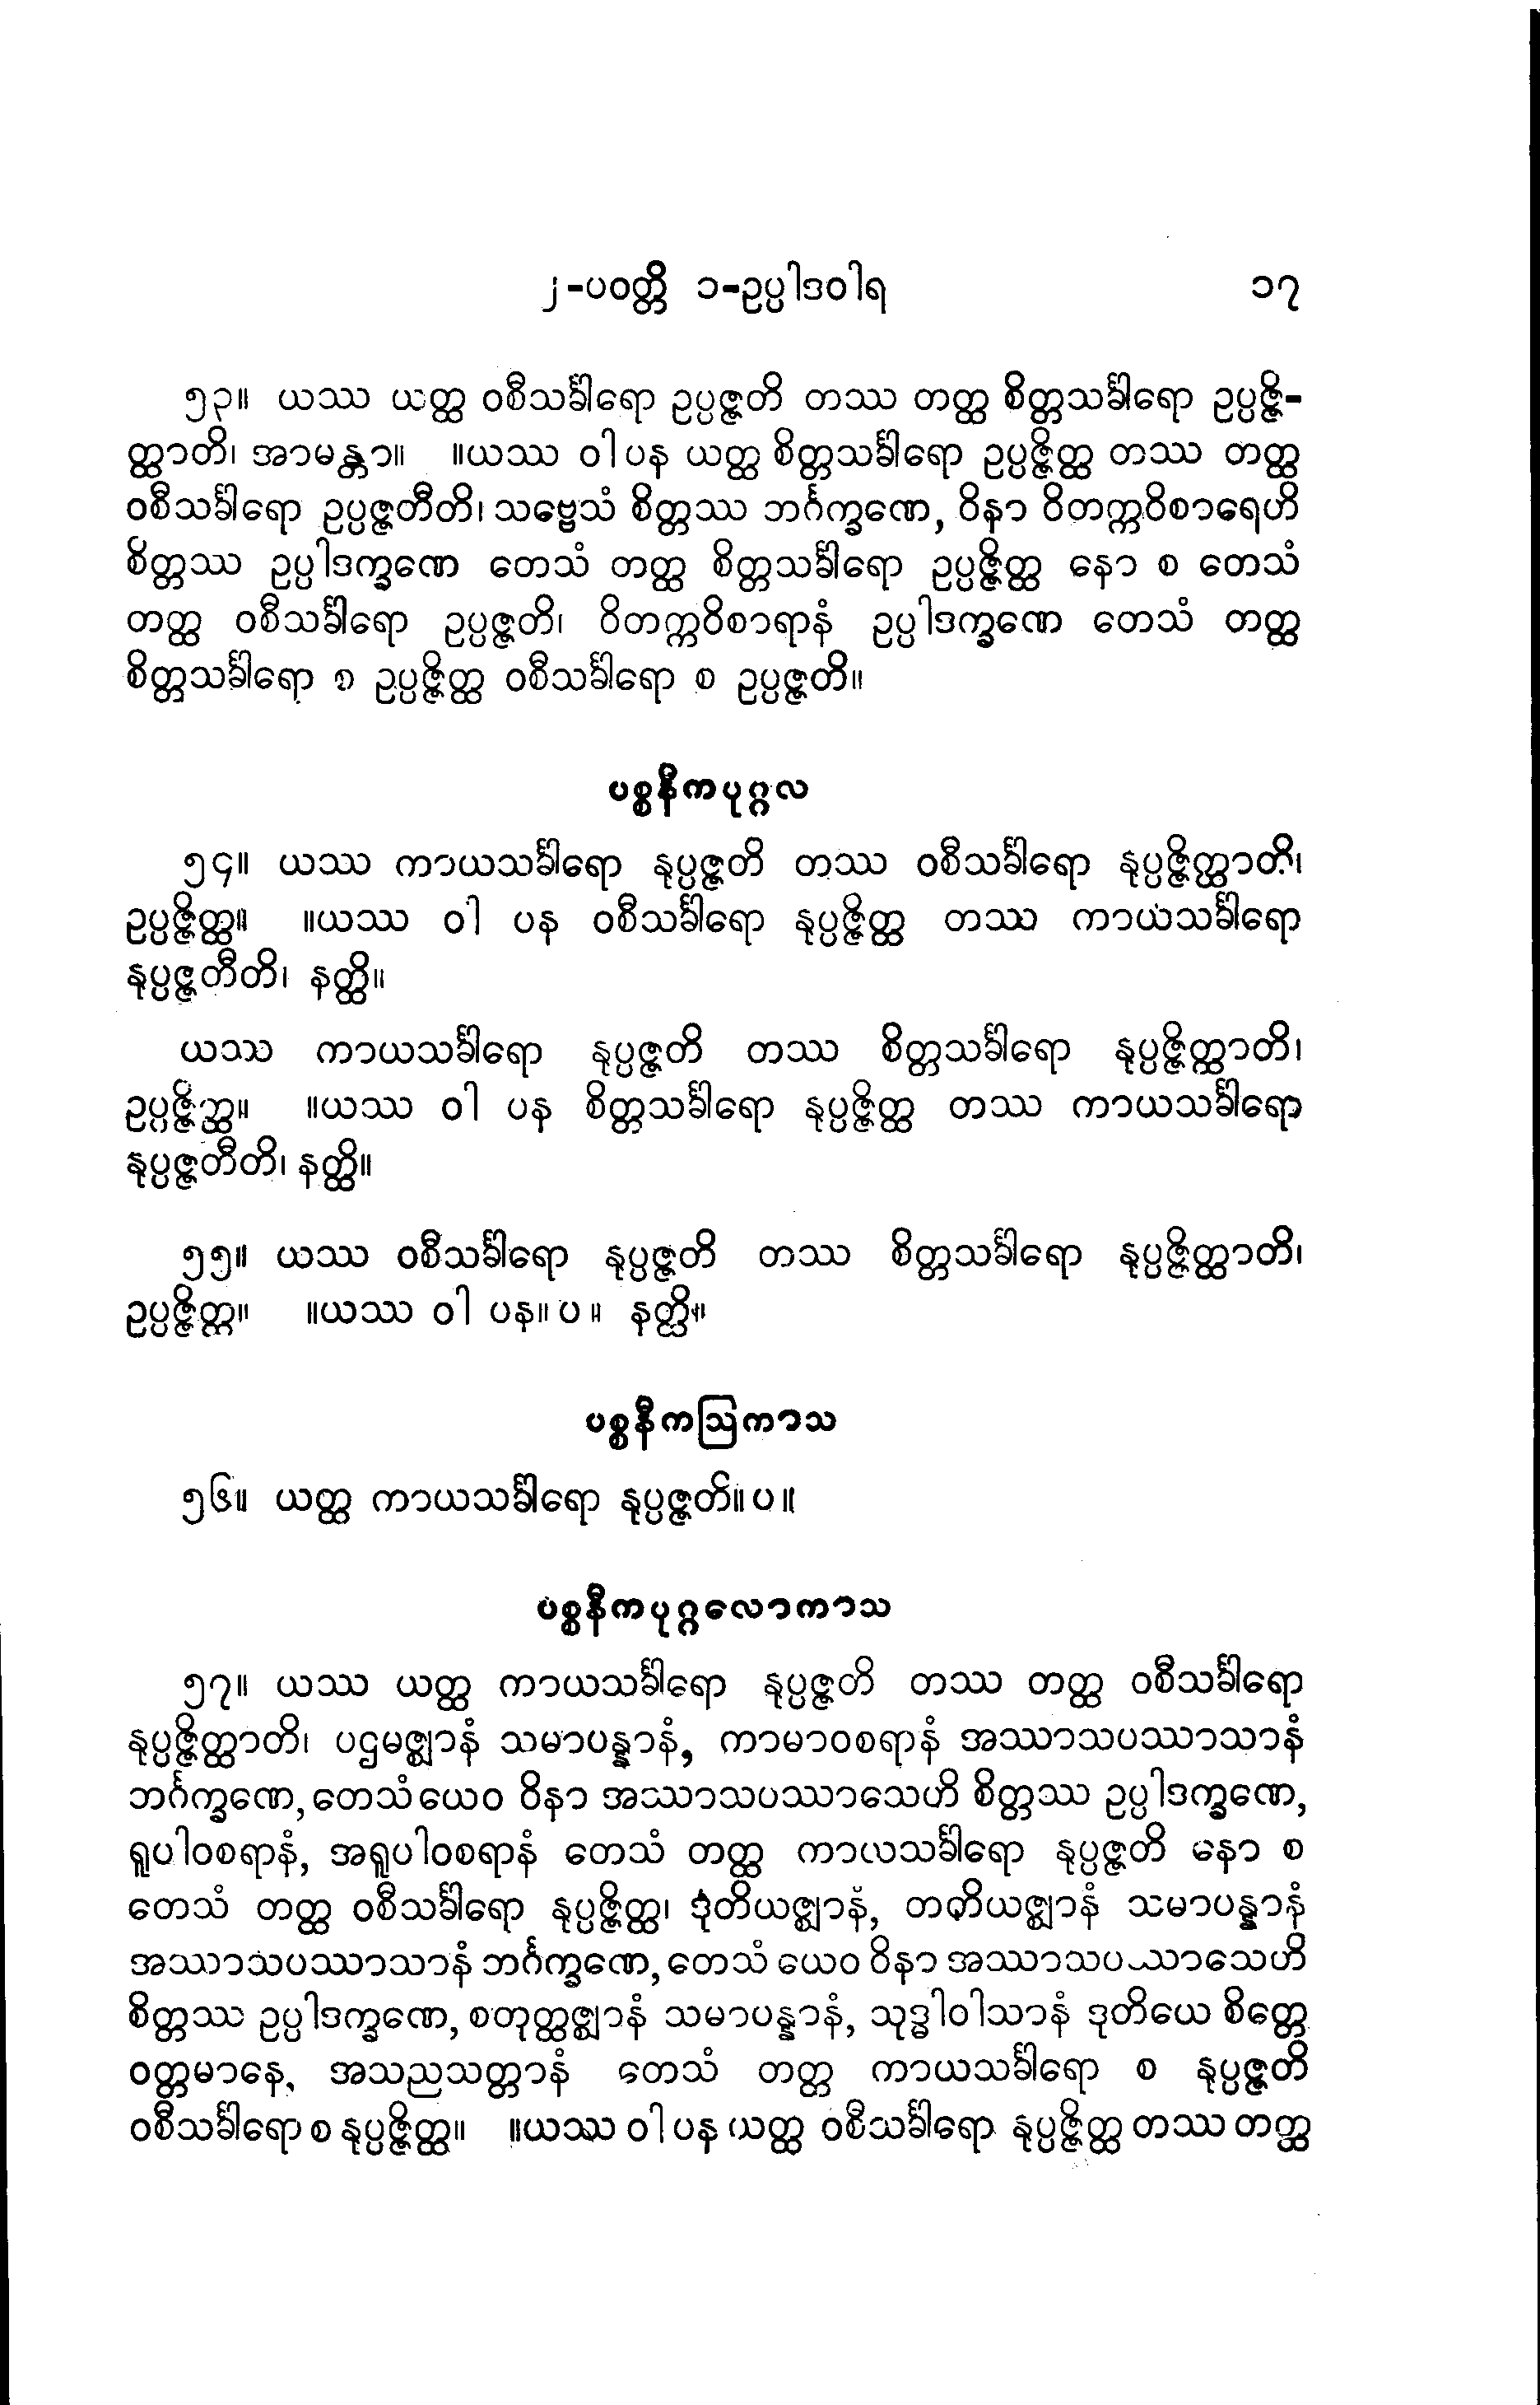 ၂-ပဝတ္တိ ၁-ဥပ္ပါဒဝါရ ၁၇
၅၃။ ယဿ ယတ္ထ ဝစီသင်္ခါရော ဥပ္ပဇ္ဇတိ တဿ တတ္ထ စိတ္တသင်္ခါရော ဥပ္ပဇ္ဇိ-
တ္ထာတိ၊ အာမန္တာ။ ။ယဿ ဝါ ပန ယတ္ထ စိတ္တသင်္ခါရော ဥပ္ပဇ္ဇိတ္ထ တဿ တတ္ထ
ဝစီသင်္ခါရော ဥပ္ပဇ္ဇတီတိ၊ သဗ္ဗေသံ စိတ္တဿ ဘင်္ဂက္ခဏေ, ဝိနာ ဝိတက္ကဝိစာရေဟိ
စိတ္တဿ ဥပ္ပါဒက္ခဏေ တေသံ တတ္ထ စိတ္တသင်္ခါရော ဥပ္ပဇ္ဇိတ္ထ နော စ တေသံ
တတ္ထ ဝစီသင်္ခါရော ဥပ္ပဇ္ဇတိ၊ ဝိတက္ကဝိစာရာနံ ဥပ္ပါဒက္ခဏေ တေသံ တတ္ထ
စိတ္တသင်္ခါရော စ ဥပ္ပဇ္ဇိတ္ထ ဝစီသင်္ခါရော စ ဥပ္ပဇ္ဇတိ။
ပစ္စနီကပုဂ္ဂလ
၅၄။ ယဿ ကာယသင်္ခါရော နုပ္ပဇ္ဇတိ တဿ ဝစီသင်္ခါရော နုပ္ပဇ္ဇိတ္ထာတိ၊
ဥပ္ပဇ္ဇိတ္ထ။ ။ယဿ ဝါ ပန ဝစီသင်္ခါရော နုပ္ပဇ္ဇိတ္ထ တဿ ကာယသင်္ခါရော
နုပ္ပဇ္ဇတီတိ၊ နတ္ထိ။
ယဿ ကာယသင်္ခါရော နုပ္ပဇ္ဇတိ တဿ စိတ္တသင်္ခါရော နုပ္ပဇ္ဇိတ္ထာတိ၊
ဥပ္ပဇ္ဇိတ္ထ။ ။ယဿ ဝါ ပန စိတ္တသင်္ခါရော နုပ္ပဇ္ဇိတ္ထ တဿ ကာယသင်္ခါရော
နုပ္ပဇ္ဇတီတိ၊ နတ္ထိ။
၅၅။ ယဿ ဝစီသင်္ခါရော နုပ္ပဇ္ဇတိ တဿ စိတ္တသင်္ခါရော နုပ္ပဇ္ဇိတ္ထာတိ၊
ဥပ္ပဇ္ဇိတ္ထ။ ။ယဿ ဝါ ပန။ ပ ။ နတ္ထိ။
ပစ္စနီကဩကာသ
၅၆။ ယတ္ထ ကာယသင်္ခါရော နုပ္ပဇ္ဇတိ။ ပ ။
ပစ္စနီကပုဂ္ဂလောကာသ
၅၇။ ယဿ ယတ္ထ ကာယသင်္ခါရော နုပ္ပဇ္ဇတိ တဿ တတ္ထ ဝစီသင်္ခါရော
နုပ္ပဇ္ဇိတ္ထာတိ၊ ပဌမဇ္ဈာနံ သမာပန္နာနံ, ကာမာဝစရာနံ အဿာသပဿာသာနံ
ဘင်္ဂက္ခဏေ, တေသံယေဝ ဝိနာ အဿာသပဿာသေဟိ စိတ္တဿ ဥပ္ပါဒက္ခဏေ,
ရူပါဝစရာနံ, အရူပါဝစရာနံ တေသံ တတ္ထ ကာယသင်္ခါရော နုပ္ပဇ္ဇတိ နော စ
တေသံ တတ္ထ ဝစီသင်္ခါရော နုပ္ပဇ္ဇိတ္ထ၊ ဒုတိယဇ္ဈာနံ, တတိယဇ္ဈာနံ သမာပန္နာနံ
အဿာသပဿာသာနံ ဘင်္ဂက္ခဏေ, တေသံ ယေဝ ဝိနာ အဿာသပဿာသေဟိ
စိတ္တဿ ဥပ္ပါဒက္ခဏေ, စတုတ္ထဇ္ဈာနံ သမာပန္နာနံ, သုဒ္ဓါဝါသာနံ ဒုတိယေ စိတ္တေ
ဝတ္တမာနေ, အသညသတ္တာနံ တေသံ တတ္ထ ကာယသင်္ခါရော စ နုပ္ပဇ္ဇတိ
ဝစီသင်္ခါရော စ နုပ္ပဇ္ဇိတ္ထ။ ။ယဿ ဝါ ပန ယတ္ထ ဝစီသင်္ခါရော နုပ္ပဇ္ဇိတ္ထ တဿ တတ္ထ